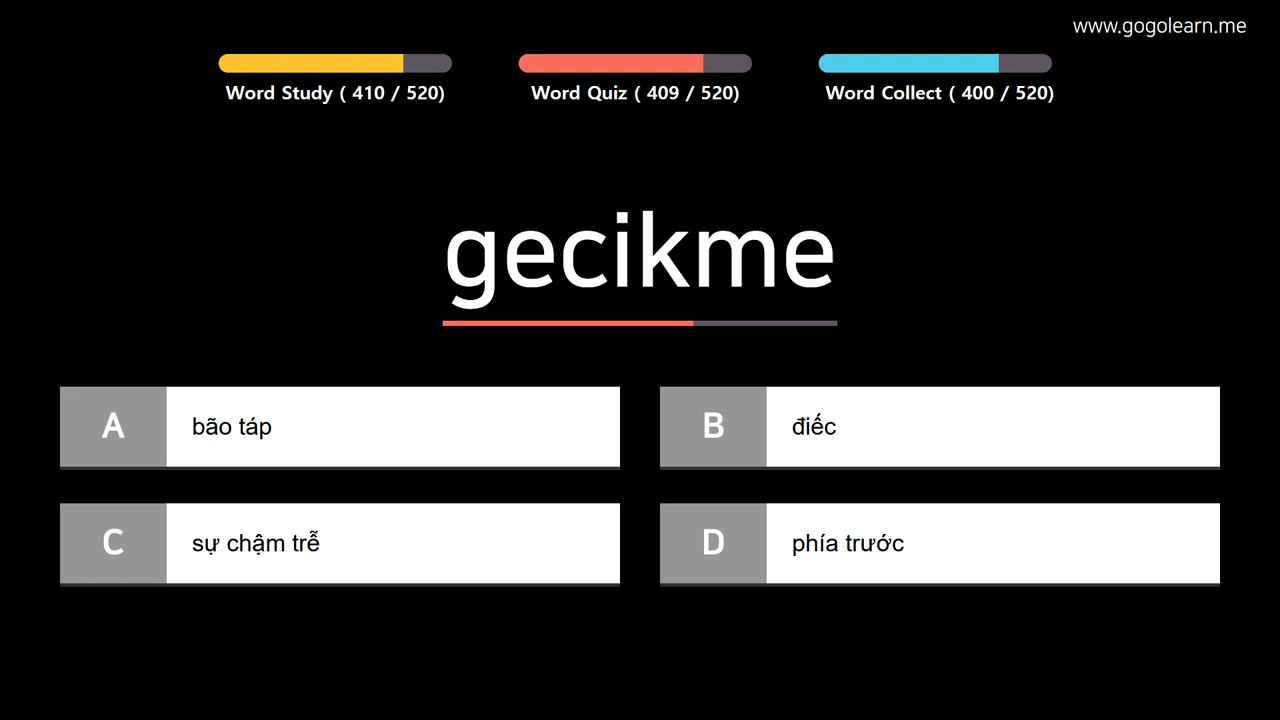 www.gogolearn.me
Word Study ( 410 / 520)
Word Quiz ( 409 / 520)
Word Collect ( 400 / 520)
gecikme
A bão táp
B điếc
C sự chậm trễ
D phía trước